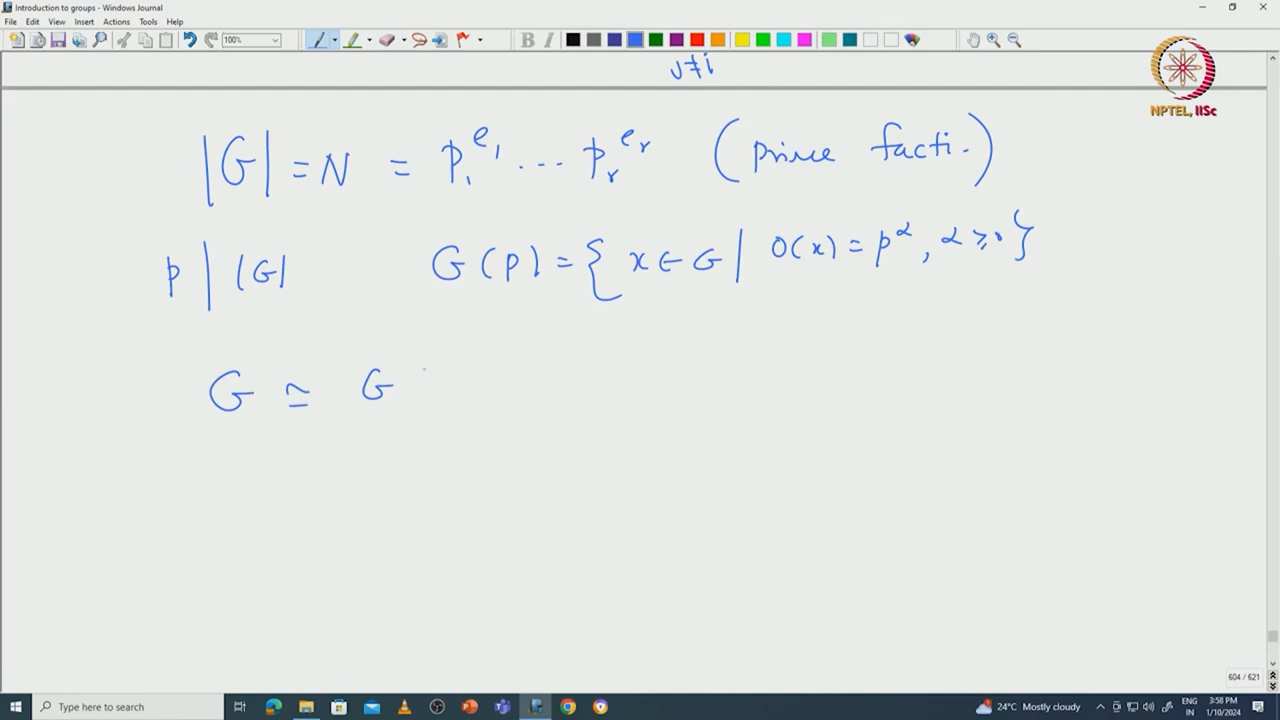 Introduction to groups - Windows Journal
File Edit View Insert Actions Tools Help
100%
B I
j≠i
NPTEL, IISc
|G| = N = p₁^{e₁} ... p_r^{e_r} (prime facti.)
p | |G| G(p) = { x ∈ G | O(x) = p^α, α ≥ 0 }
G ≃ G
604 / 621
Type here to search
24°C Mostly cloudy
ENG
IN
3:58 PM
1/10/2024